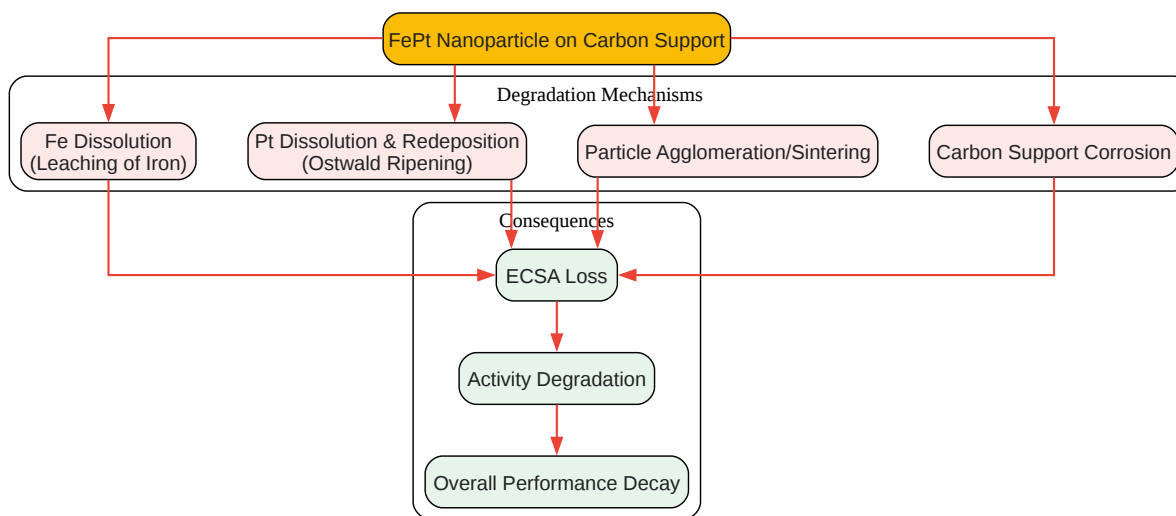 FePt Nanoparticle on Carbon Support
Degradation Mechanisms
Fe Dissolution
(Leaching of Iron)
Pt Dissolution & Redeposition
(Ostwald Ripening)
Particle Agglomeration/Sintering
Carbon Support Corrosion
Consequences
ECSA Loss
Activity Degradation
Overall Performance Decay